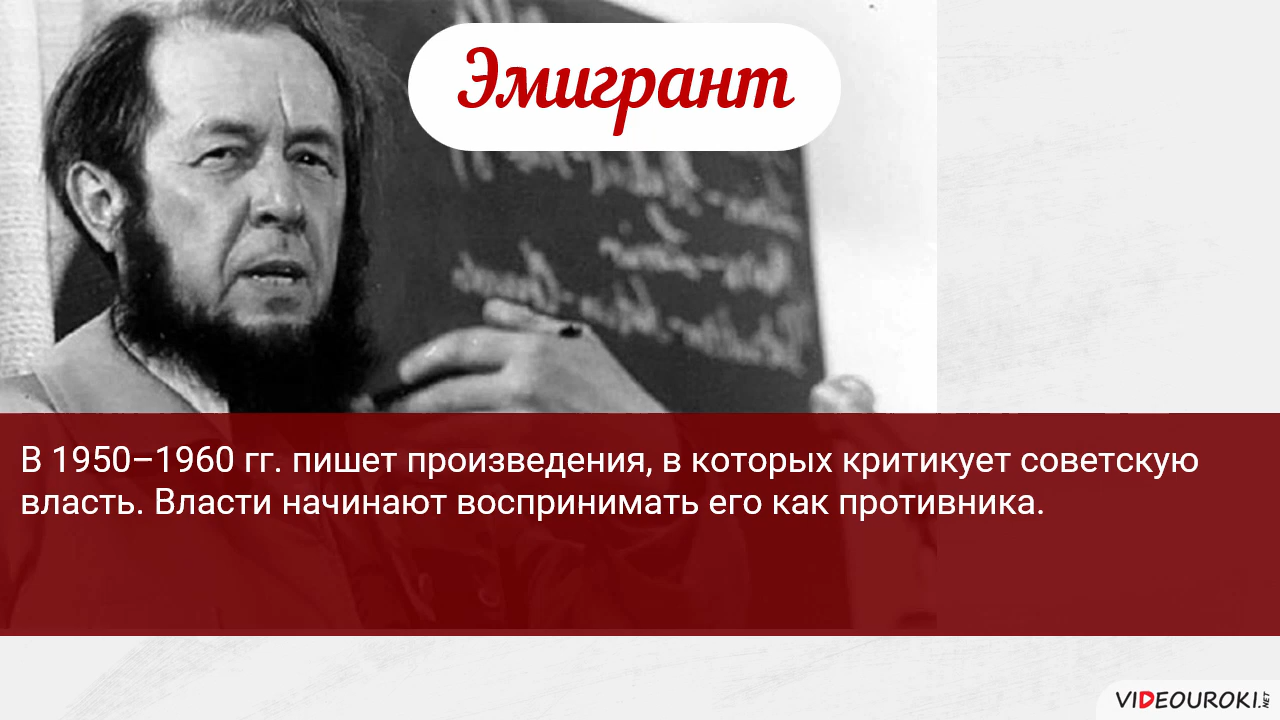 Эмигрант
В 1950–1960 гг. пишет произведения, в которых критикует советскую
власть. Власти начинают воспринимать его как противника.
VIDEOUROKI.NET